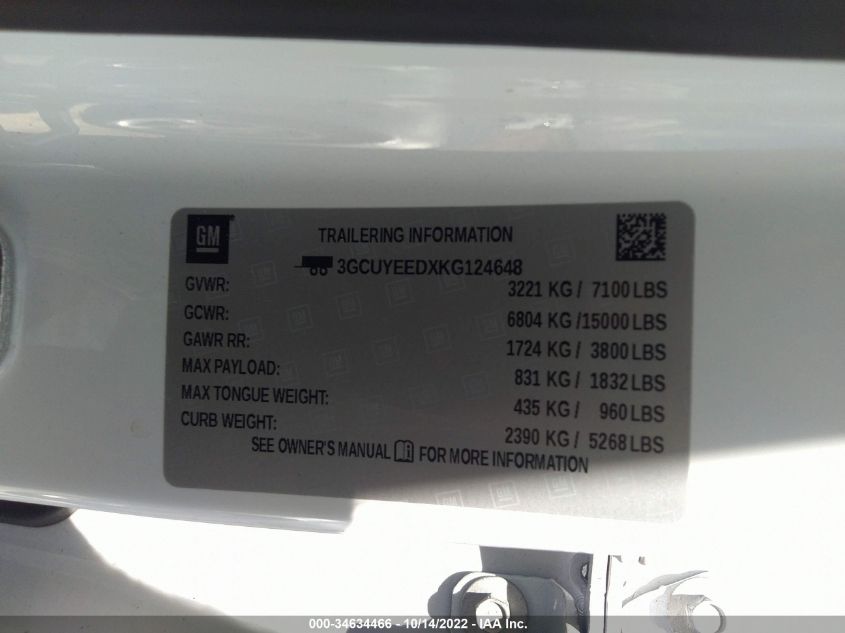 GM
TRAILERING INFORMATION
3GCUYEEDXKG124648
GVWR: 3221 KG / 7100 LBS
GCWR: 6804 KG /15000 LBS
GAWR RR: 1724 KG / 3800 LBS
MAX PAYLOAD: 831 KG / 1832 LBS
MAX TONGUE WEIGHT: 435 KG / 960 LBS
CURB WEIGHT: 2390 KG / 5268 LBS
SEE OWNER'S MANUAL FOR MORE INFORMATION
000-34634466 - 10/14/2022 - IAA Inc.